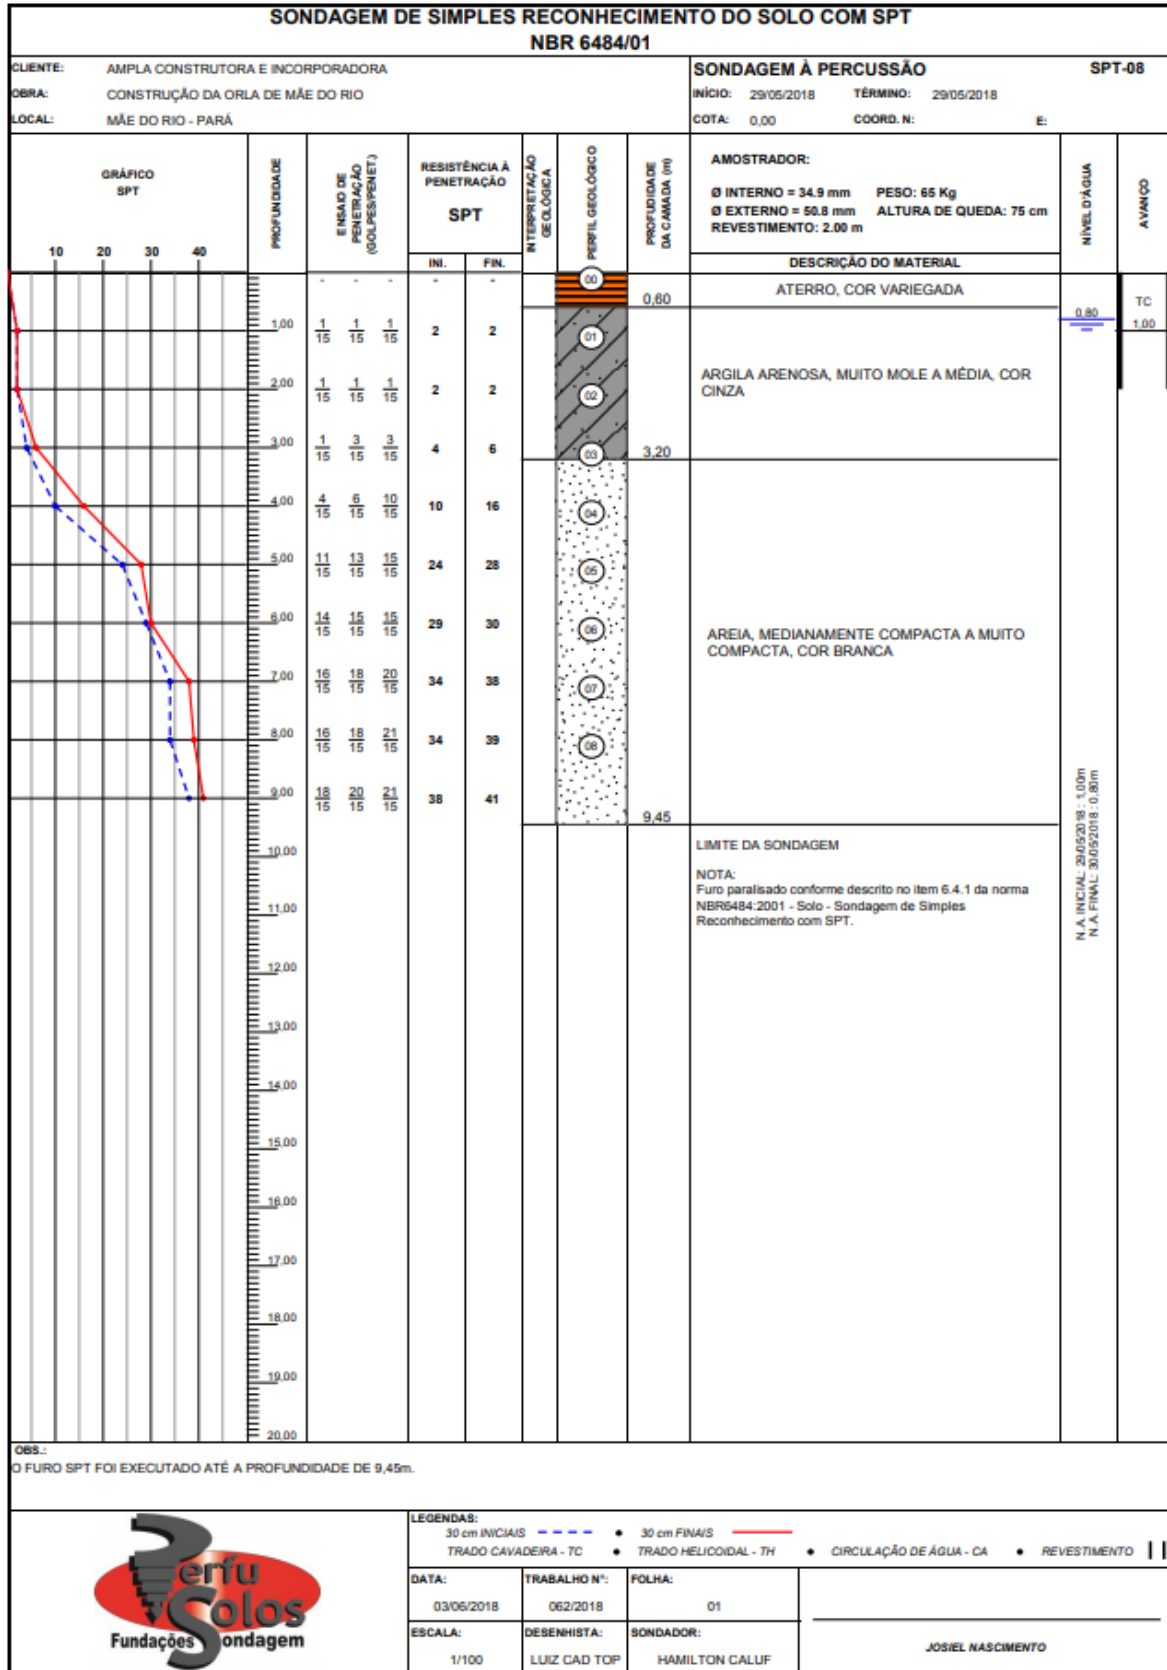 SONDAGEM DE SIMPLES RECONHECIMENTO DO SOLO COM SPT
NBR 6484/01
CLIENTE: AMPLA CONSTRUTORA E INCORPORADORA
OBRA: CONSTRUÇÃO DA ORLA DE MÃE DO RIO
LOCAL: MÃE DO RIO - PARÁ
SONDAGEM À PERCUSSÃO SPT-08
INÍCIO: 29/05/2018 TÉRMINO: 29/05/2018
COTA: 0,00 COORD. N: E:
GRÁFICO
SPT
10 20 30 40
PROFUNDIDADE
ENSAIO DE
PENETRAÇÃO
(GOLPES/PENET.)
RESISTÊNCIA À
PENETRAÇÃO
SPT
INI. FIN.
INTERPRETAÇÃO
GEOLÓGICA
PERFIL GEOLÓGICO
PROFUDIDADE
DA CAMADA (m)
AMOSTRADOR:
Ø INTERNO = 34.9 mm PESO: 65 Kg
Ø EXTERNO = 50.8 mm ALTURA DE QUEDA: 75 cm
REVESTIMENTO: 2.00 m
DESCRIÇÃO DO MATERIAL
NÍVEL D'ÁGUA
AVANÇO
- - - - -
1,00 1/15 1/15 1/15 2 2
2,00 1/15 1/15 1/15 2 2
3,00 1/15 3/15 3/15 4 6
4,00 4/15 6/15 10/15 10 16
5,00 11/15 13/15 15/15 24 28
6,00 14/15 15/15 15/15 29 30
7,00 16/15 18/15 20/15 34 38
8,00 16/15 18/15 21/15 34 39
9,00 18/15 20/15 21/15 38 41
10,00
11,00
12,00
13,00
14,00
15,00
16,00
17,00
18,00
19,00
20,00
00
01
02
03
04
05
06
07
08
0,60
3,20
9,45
ATERRO, COR VARIEGADA
ARGILA ARENOSA, MUITO MOLE A MÉDIA, COR
CINZA
AREIA, MEDIANAMENTE COMPACTA A MUITO
COMPACTA, COR BRANCA
LIMITE DA SONDAGEM
NOTA:
Furo paralisado conforme descrito no item 6.4.1 da norma
NBR6484:2001 - Solo - Sondagem de Simples
Reconhecimento com SPT.
0,80
N.A. INICIAL: 29/05/2018 : 1,00m
N.A. FINAL: 30/05/2018 : 0,80m
TC
1,00
OBS.:
O FURO SPT FOI EXECUTADO ATÉ A PROFUNDIDADE DE 9,45m.
Perfu
Solos
Fundações Sondagem
LEGENDAS:
30 cm INICIAIS • 30 cm FINAIS
TRADO CAVADEIRA - TC • TRADO HELICOIDAL - TH • CIRCULAÇÃO DE ÁGUA - CA • REVESTIMENTO
DATA: TRABALHO Nº: FOLHA:
03/06/2018 062/2018 01
ESCALA: DESENHISTA: SONDADOR:
1/100 LUIZ CAD TOP HAMILTON CALUF
JOSIEL NASCIMENTO